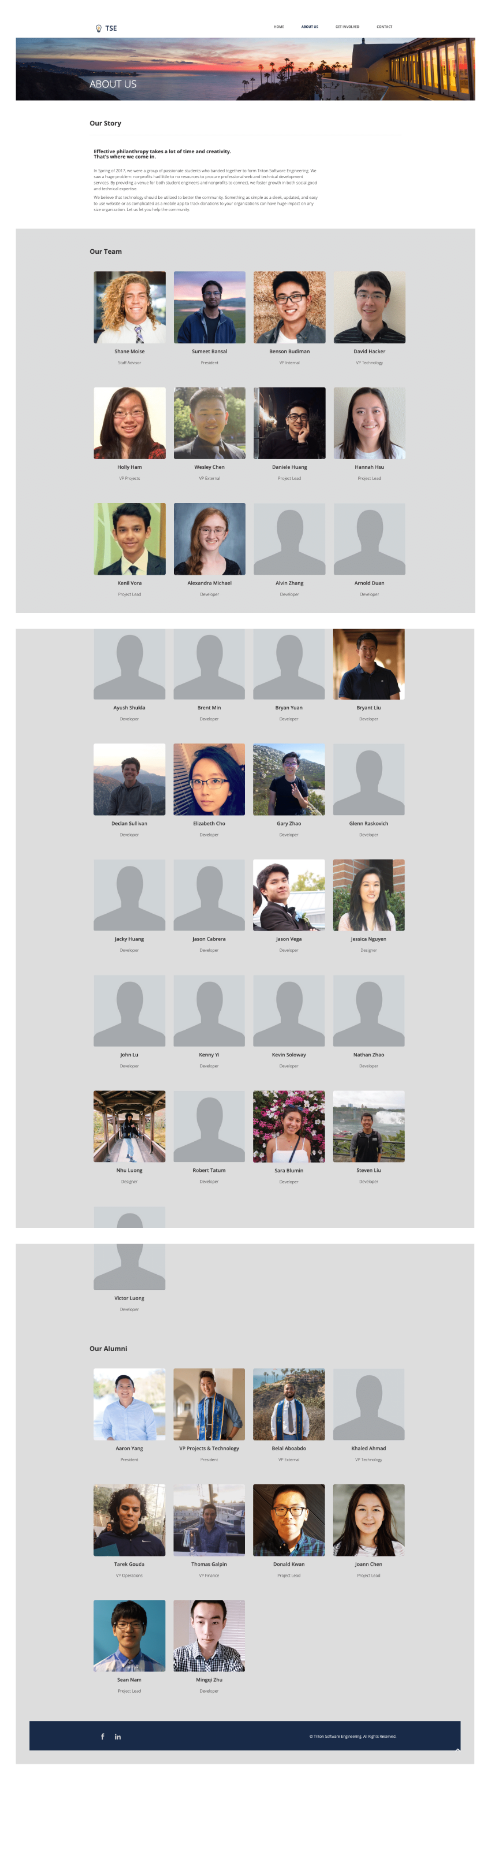 TSE
HOME ABOUT US GET INVOLVED CONTACT
ABOUT US
Our Story
Effective philanthropy takes a lot of time and creativity.
That's where we come in.
Our Team
Shane Moise Sumeet Bansal Benson Budiman David Hacker
Staff Advisor President VP Internal VP Technology
Holly Ham Wesley Chen Daniele Huang Hannah Hsu
VP Projects VP External Project Lead Project Lead
Kanil Vora Alexandra Michael Alvin Zhang Arnold Duan
Project Lead Developer Developer Developer
Ayush Shukla Brent Min Bryan Yuan Bryant Liu
Developer Developer Developer Developer
Declan Sullivan Elizabeth Cho Gary Zhao Glenn Raskovich
Developer Developer Developer Developer
Jacky Huang Jason Cabrera Jason Vega Jessica Nguyen
Developer Developer Developer Designer
John Lu Kenny Yi Kevin Soloway Nathan Zhao
Developer Developer Developer Developer
Nhu Luong Robert Tatum Sara Blumin Steven Liu
Designer Developer Developer Developer
Victor Luong
Developer
Our Alumni
Aaron Yang VP Projects & Technology Belal Aboabdo Khaled Ahmad
President President VP Internal VP Technology
Tarek Gouda Thomas Galpin Donald Kwan Joann Chen
VP Operations VP Finance Project Lead Project Lead
Sean Nam Mingqi Zhu
Project Lead Developer
© Triton Software Engineering. All Rights Reserved.